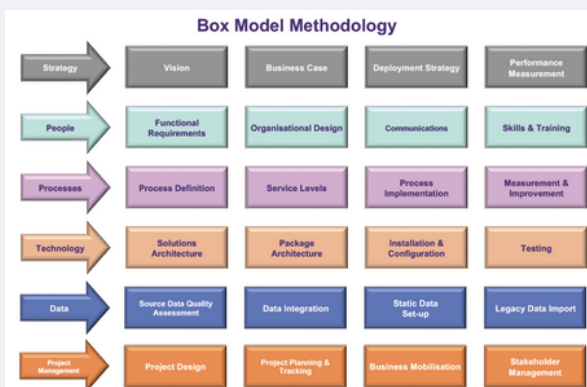 Box Model Methodology
Strategy
Vision
Business Case
Deployment Strategy
Performance
Measurement
People
Functional
Requirements
Organisational Design
Communications
Skills & Training
Processes
Process Definition
Service Levels
Process
Implementation
Measurement &
Improvement
Technology
Solutions
Architecture
Package
Architecture
Installation &
Configuration
Testing
Data
Source Data Quality
Assessment
Data Integration
Static Data
Set-up
Legacy Data Import
Project
Management
Project Design
Project Planning &
Tracking
Business Mobilisation
Stakeholder
Management